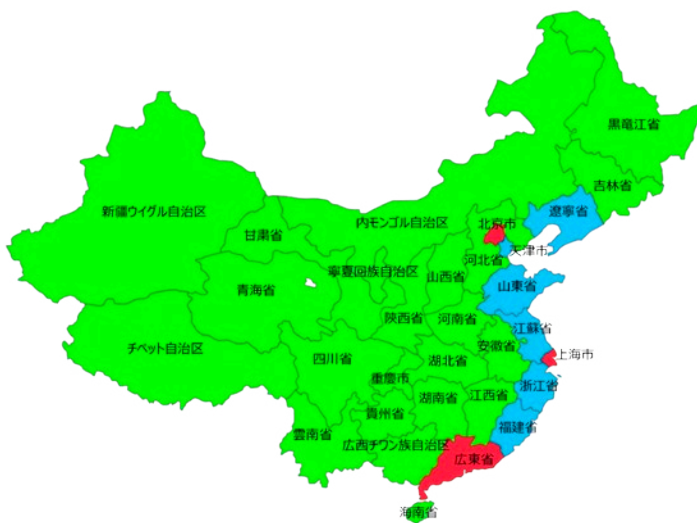 黒竜江省
吉林省
遼寧省
新疆ウイグル自治区
内モンゴル自治区
北京市
甘粛省
天津市
河北省
寧夏回族自治区
山西省
青海省
山東省
陝西省
河南省
江蘇省
チベット自治区
四川省
安徽省
上海市
湖北省
重慶市
浙江省
湖南省
江西省
貴州省
福建省
雲南省
広西チワン族自治区
広東省
海南省